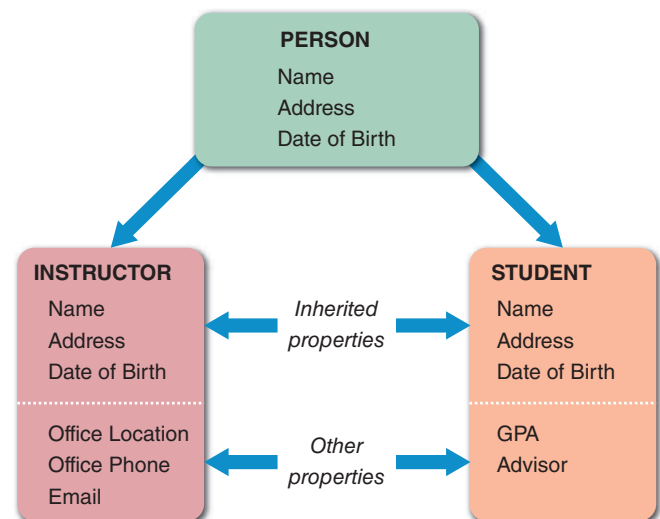 PERSON
Name
Address
Date of Birth
INSTRUCTOR
Name
Address
Date of Birth
Office Location
Office Phone
Email
Inherited
properties
Other
properties
STUDENT
Name
Address
Date of Birth
GPA
Advisor